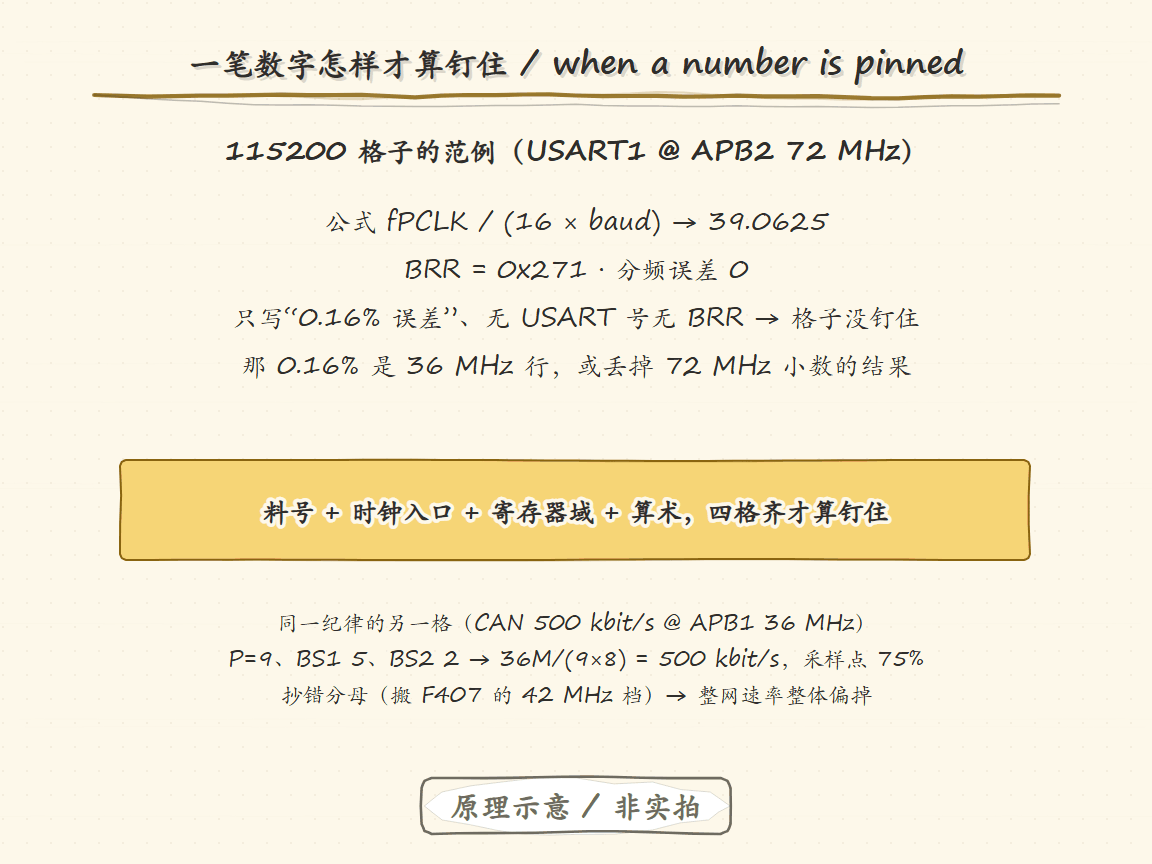 一笔数字怎样才算钉住 / when a number is pinned
115200 格子的范例（USART1 @ APB2 72 MHz）
公式 fPCLK / (16 × baud) → 39.0625
BRR = 0x271 · 分频误差 0
只写“0.16% 误差”、无 USART 号无 BRR → 格子没钉住
那 0.16% 是 36 MHz 行，或丢掉 72 MHz 小数的结果
料号 + 时钟入口 + 寄存器域 + 算术，四格齐才算钉住
同一纪律的另一格（CAN 500 kbit/s @ APB1 36 MHz）
P=9、BS1 5、BS2 2 → 36M/(9×8) = 500 kbit/s，采样点 75%
抄错分母（搬 F407 的 42 MHz 档）→ 整网速率整体偏掉
原理示意 / 非实拍